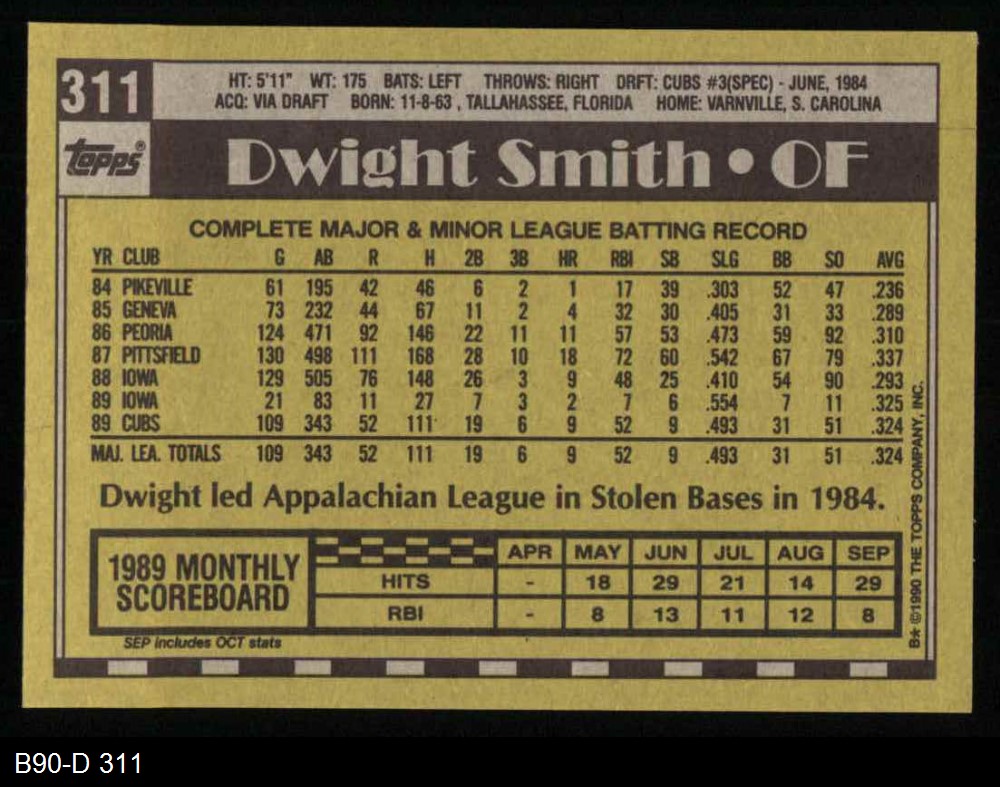 311
HT: 5'11" WT: 175 BATS: LEFT THROWS: RIGHT DRFT: CUBS #3(SPEC) - JUNE, 1984
ACQ: VIA DRAFT BORN: 11-8-63 , TALLAHASSEE, FLORIDA HOME: VARNVILLE, S. CAROLINA
topps®
Dwight Smith • OF
COMPLETE MAJOR & MINOR LEAGUE BATTING RECORD
YR CLUB G AB R H 2B 3B HR RBI SB SLG BB SO AVG
84 PIKEVILLE 61 195 42 46 6 2 1 17 39 .303 52 47 .236
85 GENEVA 73 232 44 67 11 2 4 32 30 .405 31 33 .289
86 PEORIA 124 471 92 146 22 11 11 57 53 .473 59 92 .310
87 PITTSFIELD 130 498 111 168 28 10 18 72 60 .542 67 79 .337
88 IOWA 129 505 76 148 26 3 9 48 25 .410 54 90 .293
89 IOWA 21 83 11 27 7 3 2 7 6 .554 7 11 .325
89 CUBS 109 343 52 111 19 6 9 52 9 .493 31 51 .324
MAJ. LEA. TOTALS 109 343 52 111 19 6 9 52 9 .493 31 51 .324
Dwight led Appalachian League in Stolen Bases in 1984.
1989 MONTHLY
SCOREBOARD
APR MAY JUN JUL AUG SEP
HITS - 18 29 21 14 29
RBI - 8 13 11 12 8
SEP includes OCT stats
B* ©1990 THE TOPPS COMPANY, INC.
B90-D 311